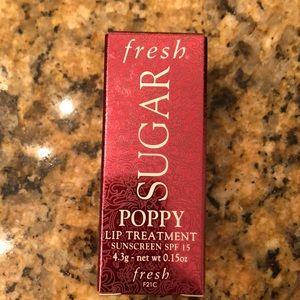 fresh
SUGAR
POPPY
LIP TREATMENT
SUNSCREEN SPF 15
4.3g - net wt 0.15oz
fresh
F21C